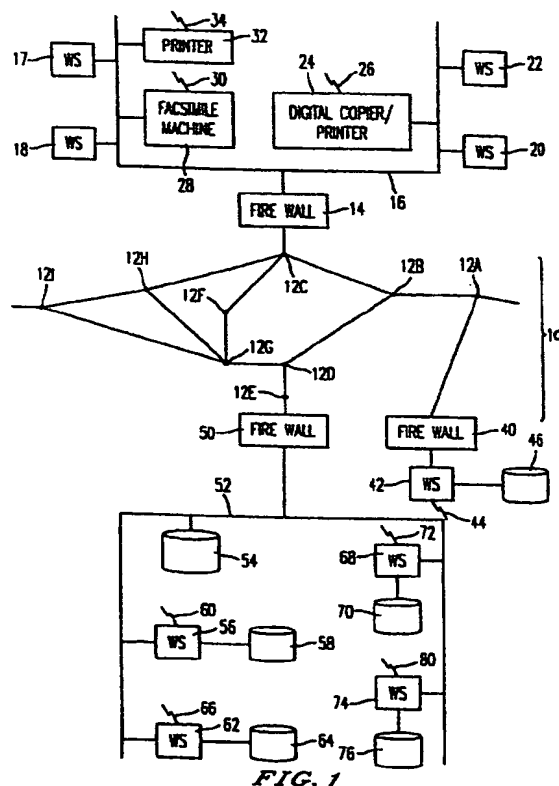 34
PRINTER
32
17
WS
30
FACSIMILE
MACHINE
28
18
WS
24
26
DIGITAL COPIER/
PRINTER
WS
22
WS
20
16
FIRE WALL
14
12I
12H
12F
12C
12B
12A
12G
12D
12E
10
50
FIRE WALL
FIRE WALL
40
46
42
WS
44
52
54
72
68
WS
70
60
WS
56
58
80
WS
74
76
66
WS
62
64
FIG. 1